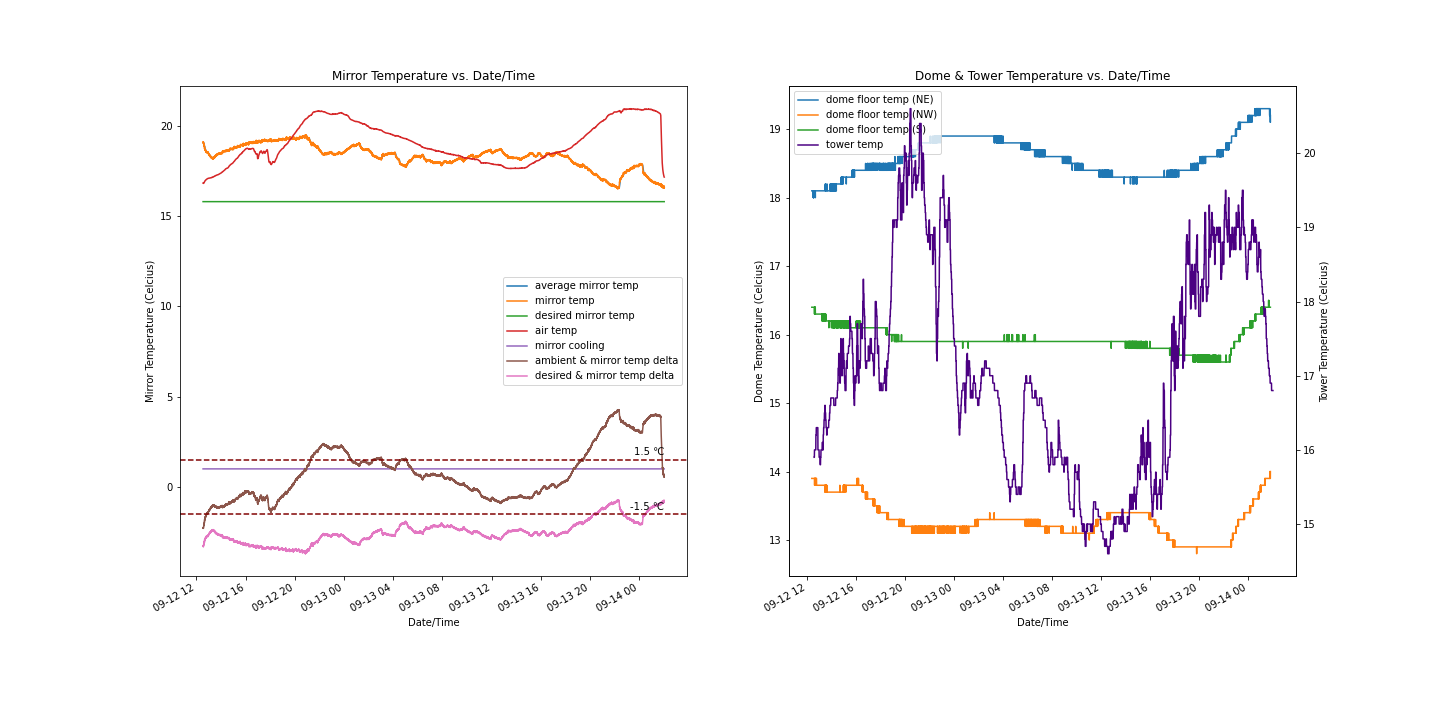 Mirror Temperature vs. Date/Time
Mirror Temperature (Celcius)
20
15
10
5
0
average mirror temp
mirror temp
desired mirror temp
air temp
mirror cooling
ambient & mirror temp delta
desired & mirror temp delta
1.5 °C
-1.5 °C
09-12 12
09-12 16
09-12 20
09-13 00
09-13 04
09-13 08
09-13 12
09-13 16
09-13 20
09-14 00
Date/Time
Dome & Tower Temperature vs. Date/Time
Dome Temperature (Celcius)
19
18
17
16
15
14
13
dome floor temp (NE)
dome floor temp (NW)
dome floor temp (S)
tower temp
20
19
18
17
16
15
Tower Temperature (Celcius)
09-12 12
09-12 16
09-12 20
09-13 00
09-13 04
09-13 08
09-13 12
09-13 16
09-13 20
09-14 00
Date/Time